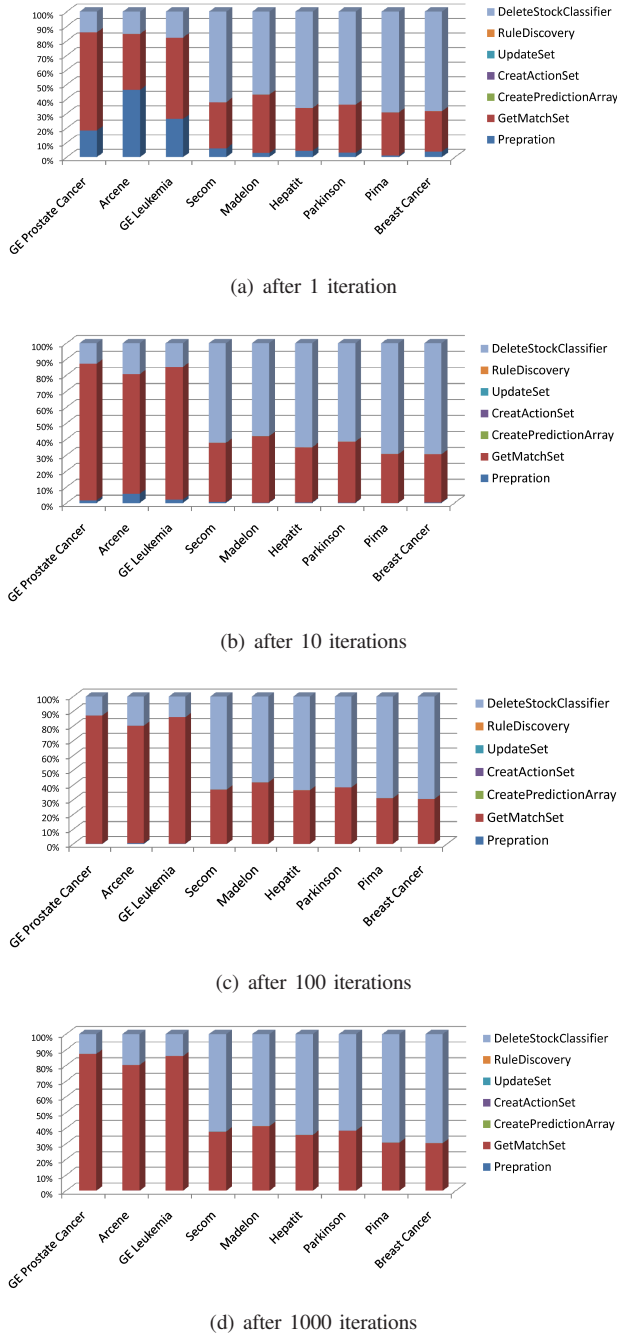 100%
90%
80%
70%
60%
50%
40%
30%
20%
10%
0%
GE Prostate Cancer
Arcene
GE Leukemia
Secom
Madelon
Hepatit
Parkinson
Pima
Breast Cancer
DeleteStockClassifier
RuleDiscovery
UpdateSet
CreatActionSet
CreatePredictionArray
GetMatchSet
Prepration
(a) after 1 iteration
100%
90%
80%
70%
60%
50%
40%
30%
20%
10%
0%
GE Prostate Cancer
Arcene
GE Leukemia
Secom
Madelon
Hepatit
Parkinson
Pima
Breast Cancer
DeleteStockClassifier
RuleDiscovery
UpdateSet
CreatActionSet
CreatePredictionArray
GetMatchSet
Prepration
(b) after 10 iterations
100%
90%
80%
70%
60%
50%
40%
30%
20%
10%
0%
GE Prostate Cancer
Arcene
GE Leukemia
Secom
Madelon
Hepatit
Parkinson
Pima
Breast Cancer
DeleteStockClassifier
RuleDiscovery
UpdateSet
CreatActionSet
CreatePredictionArray
GetMatchSet
Prepration
(c) after 100 iterations
100%
90%
80%
70%
60%
50%
40%
30%
20%
10%
0%
GE Prostate Cancer
Arcene
GE Leukemia
Secom
Madelon
Hepatit
Parkinson
Pima
Breast Cancer
DeleteStockClassifier
RuleDiscovery
UpdateSet
CreatActionSet
CreatePredictionArray
GetMatchSet
Prepration
(d) after 1000 iterations